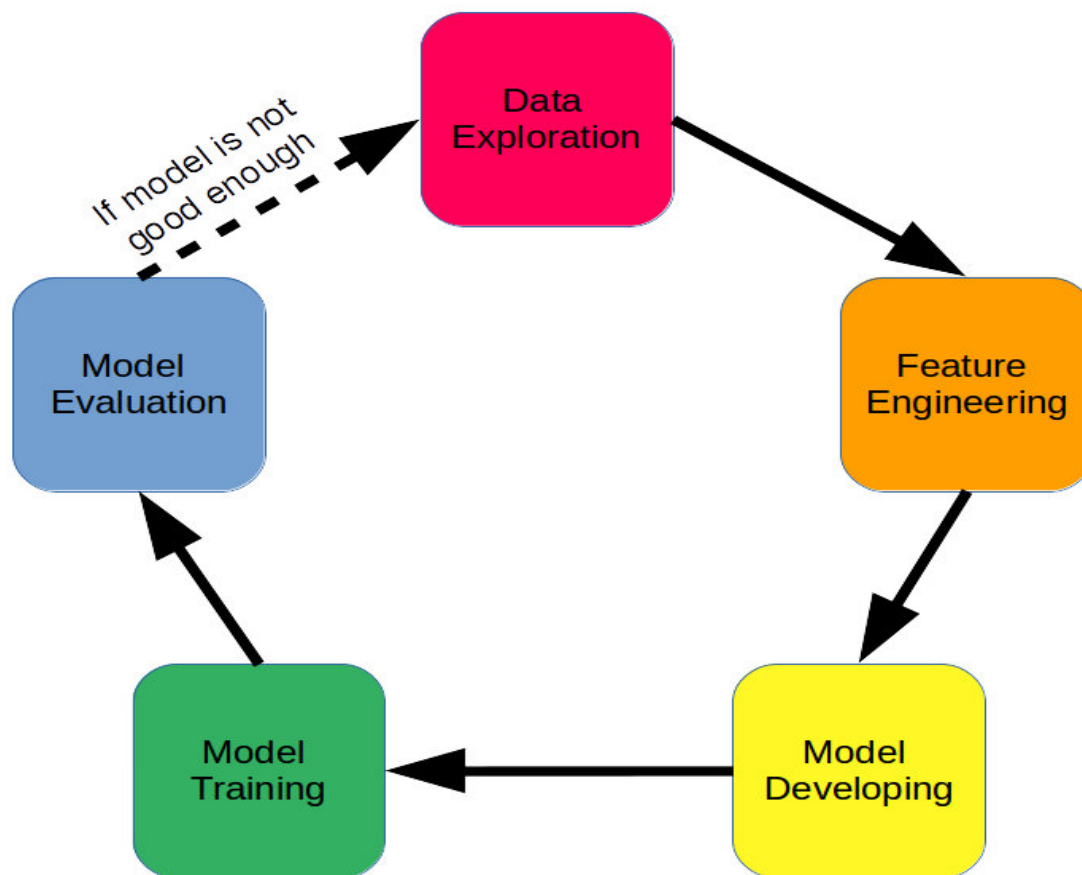 Data
Exploration
If model is not
good enough
Model
Evaluation
Feature
Engineering
Model
Training
Model
Developing